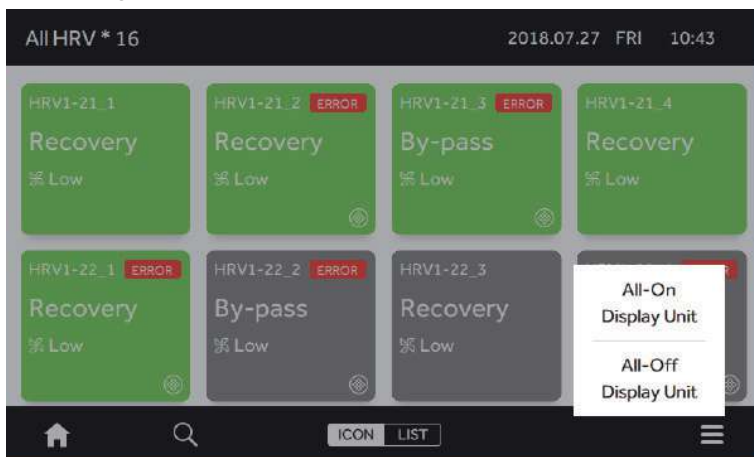 All HRV * 16
2018.07.27 FRI 10:43
HRV1-21_1
Recovery
Low
HRV1-21_2 ERROR
Recovery
Low
HRV1-21_3 ERROR
By-pass
Low
HRV1-21_4
Recovery
Low
HRV1-22_1 ERROR
Recovery
Low
HRV1-22_2 ERROR
By-pass
Low
HRV1-22_3
Recovery
Low
All-On
Display Unit
All-Off
Display Unit
ICON LIST